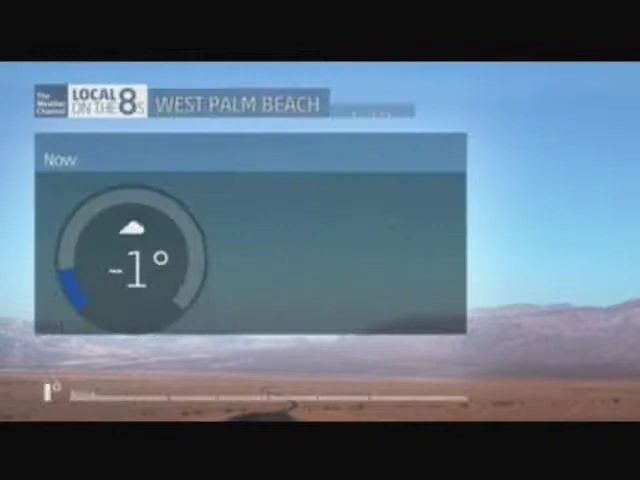 The Weather Channel
LOCAL ON THE 8s
WEST PALM BEACH
Now
-1°